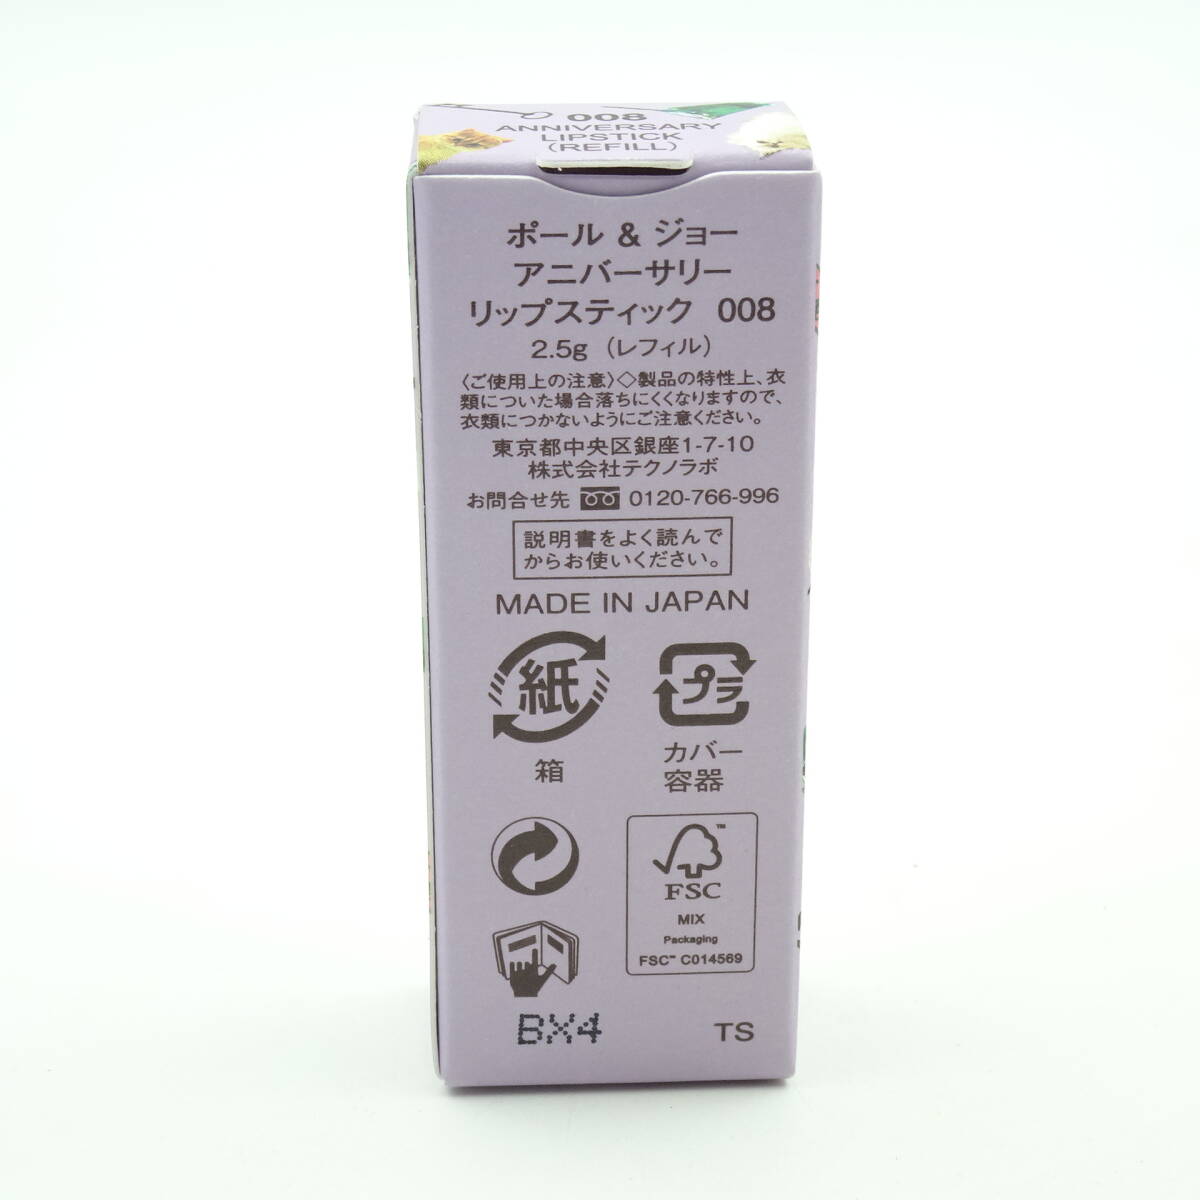 008
ANNIVERSARY
LIPSTICK
(REFILL)
ポール & ジョー
アニバーサリー
リップスティック 008
2.5g（レフィル）
〈ご使用上の注意〉◇製品の特性上、衣
類についた場合落ちにくくなりますので、
衣類につかないようにご注意ください。
東京都中央区銀座1-7-10
株式会社テクノラボ
お問合せ先 0120-766-996
説明書をよく読んで
からお使いください。
MADE IN JAPAN
紙
箱
プラ
カバー
容器
FSC™
MIX
Packaging
FSC™ C014569
BX4
TS